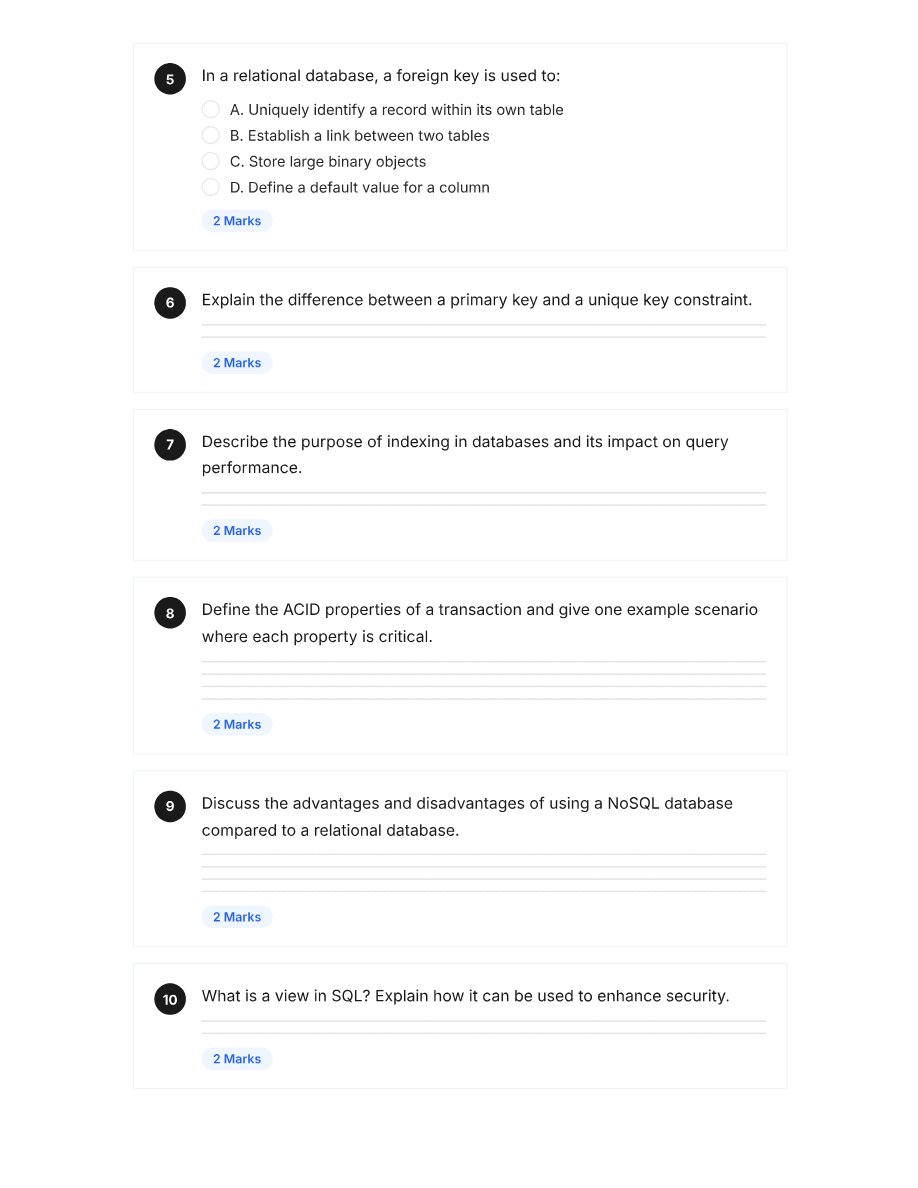 5
In a relational database, a foreign key is used to:
A. Uniquely identify a record within its own table
B. Establish a link between two tables
C. Store large binary objects
D. Define a default value for a column
2 Marks
6
Explain the difference between a primary key and a unique key constraint.
2 Marks
7
Describe the purpose of indexing in databases and its impact on query
performance.
2 Marks
8
Define the ACID properties of a transaction and give one example scenario
where each property is critical.
2 Marks
9
Discuss the advantages and disadvantages of using a NoSQL database
compared to a relational database.
2 Marks
10
What is a view in SQL? Explain how it can be used to enhance security.
2 Marks